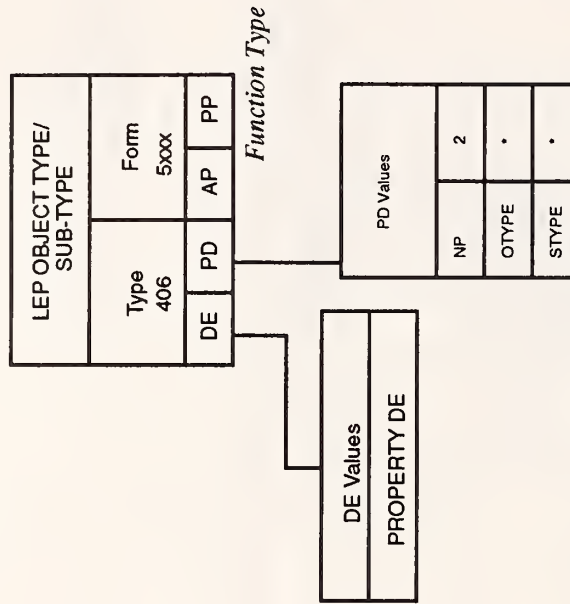 LEP OBJECT TYPE/
SUB-TYPE
Type
406
Form
5xxx
DE
PD
AP
PP
Function Type
DE Values
PROPERTY DE
PD Values
NP
2
OTYPE
*
STYPE
*